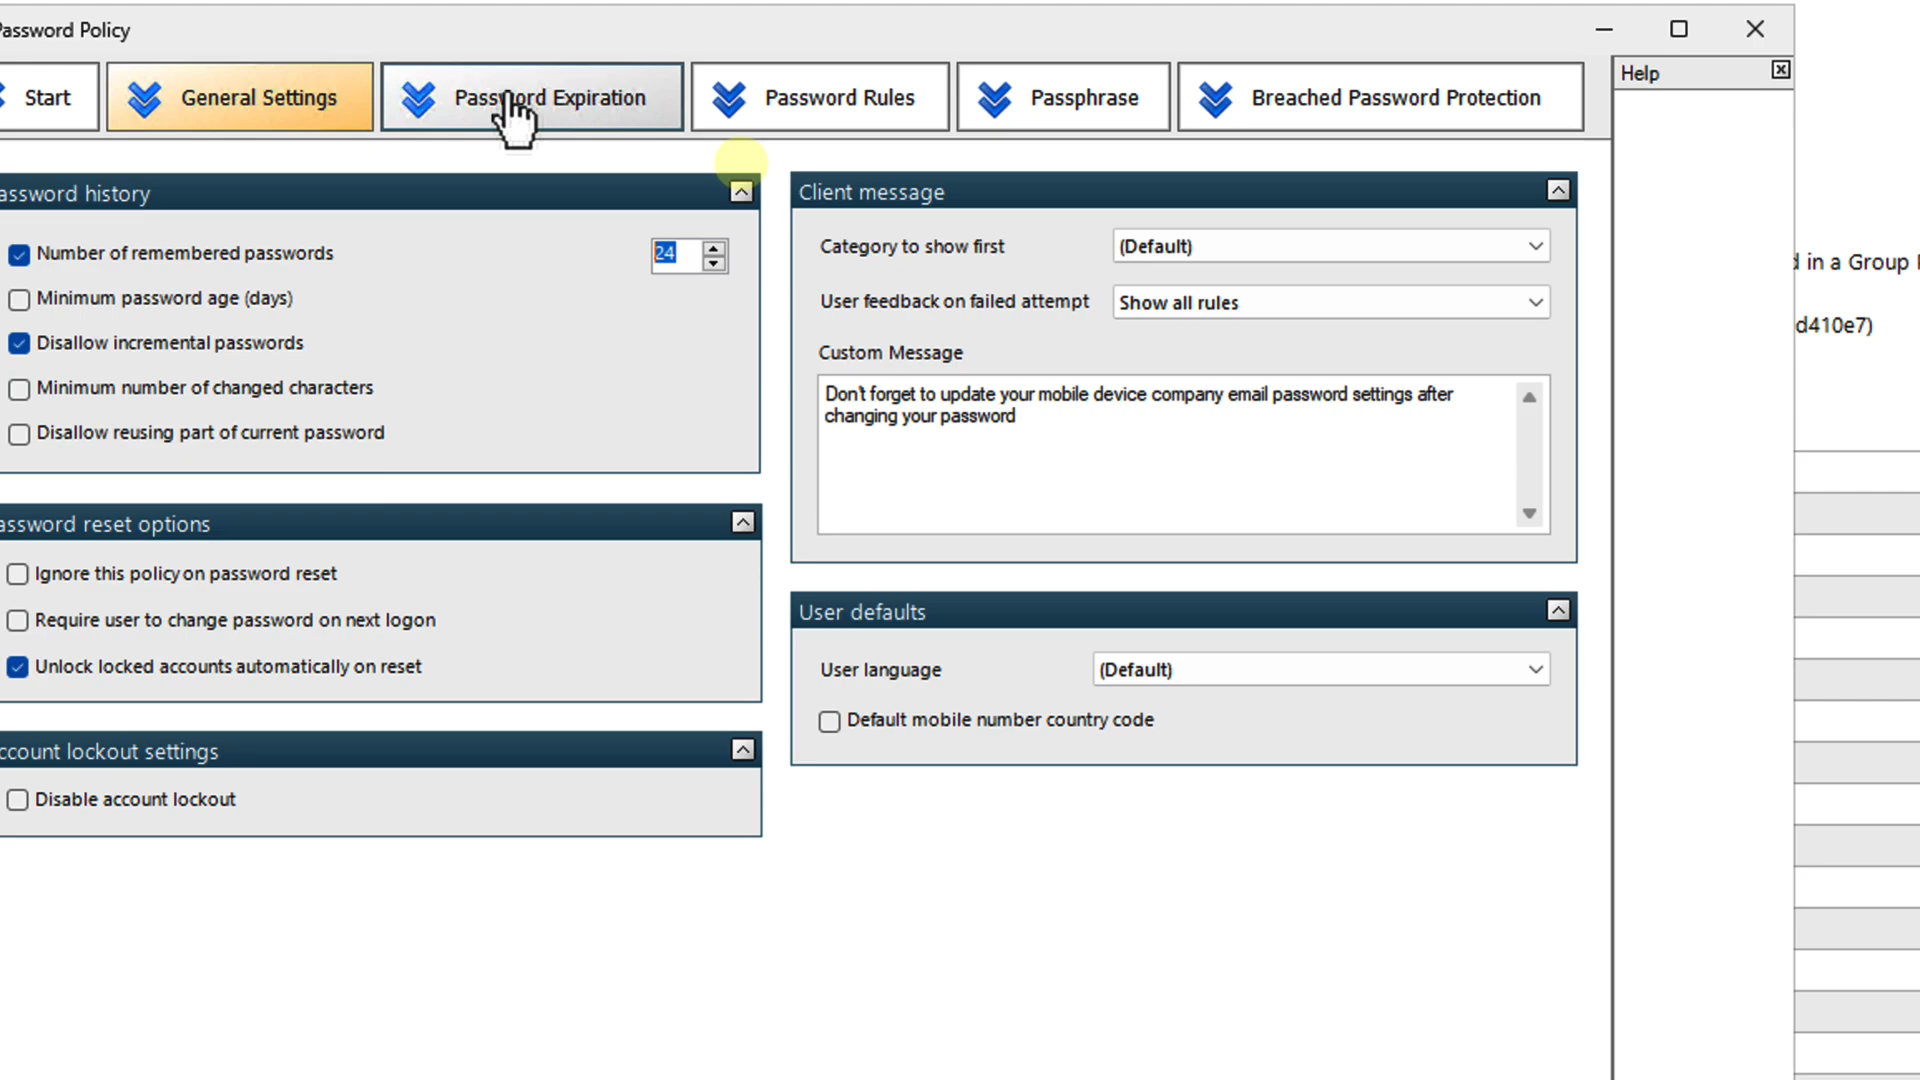 assword Policy
Start
General Settings
Password Expiration
Password Rules
Passphrase
Breached Password Protection
Help
assword history
Number of remembered passwords
24
Minimum password age (days)
Disallow incremental passwords
Minimum number of changed characters
Disallow reusing part of current password
assword reset options
Ignore this policy on password reset
Require user to change password on next logon
Unlock locked accounts automatically on reset
ccount lockout settings
Disable account lockout
Client message
Category to show first
(Default)
User feedback on failed attempt
Show all rules
Custom Message
Don't forget to update your mobile device company email password settings after
changing your password
User defaults
User language
(Default)
Default mobile number country code
d in a Group
d410e7)